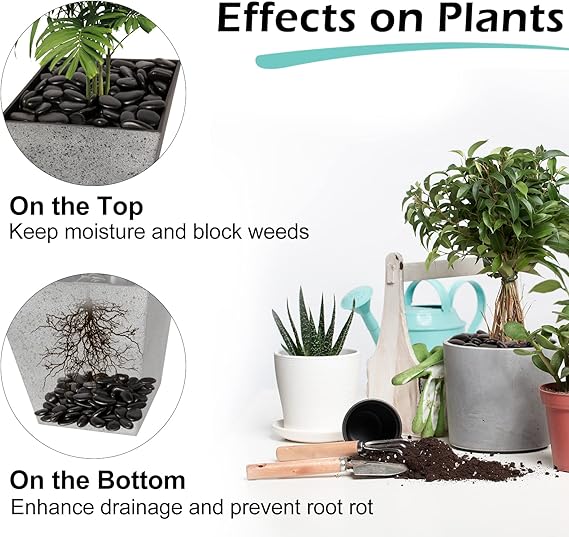 Effects on Plants
On the Top
Keep moisture and block weeds
On the Bottom
Enhance drainage and prevent root rot